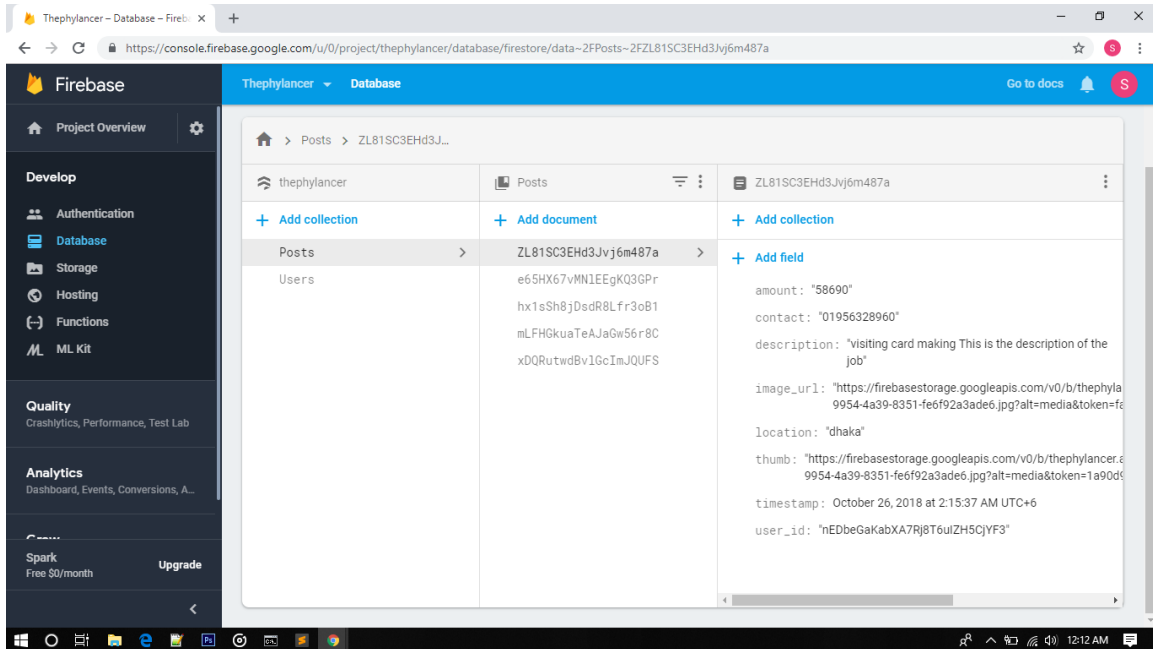 Thephylancer – Database – Fireb
https://console.firebase.google.com/u/0/project/thephylancer/database/firestore/data~2FPosts~2FZL81SC3EHd3Jvj6m487a
S
Firebase
Thephylancer
Database
Go to docs
S
Project Overview
Posts
ZL81SC3EHd3J...
Develop
thephylancer
Posts
ZL81SC3EHd3Jvj6m487a
Authentication
Add collection
Add document
Add collection
Database
Posts
ZL81SC3EHd3Jvj6m487a
Add field
Storage
Users
e65HX67vMNlEEgKQ3GPr
Hosting
hx1sSh8jDsdR8Lfr3oB1
amount: "58690"
Functions
mLFHGkuaTeAJaGw56r8C
contact: "01956328960"
ML Kit
xDQRutwdBvlGcImJQUFS
description: "visiting card making This is the description of the
job"
image_url: "https://firebasestorage.googleapis.com/v0/b/thephyla
9954-4a39-8351-fe6f92a3ade6.jpg?alt=media&token=fa
Quality
Crashlytics, Performance, Test Lab
location: "dhaka"
thumb: "https://firebasestorage.googleapis.com/v0/b/thephylancer.a
9954-4a39-8351-fe6f92a3ade6.jpg?alt=media&token=1a90d9
Analytics
Dashboard, Events, Conversions, A...
timestamp: October 26, 2018 at 2:15:37 AM UTC+6
user_id: "nEDbeGaKabXA7Rj8T6uIZH5CjYF3"
Spark
Free $0/month
Upgrade
Ps
12:12 AM